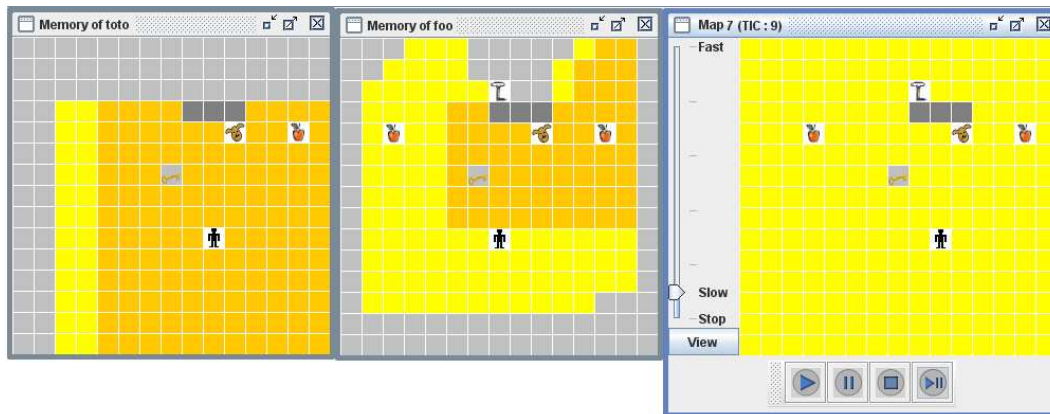 Memory of toto
Memory of foo
Map 7 (TIC : 9)
Fast
Slow
Stop
View